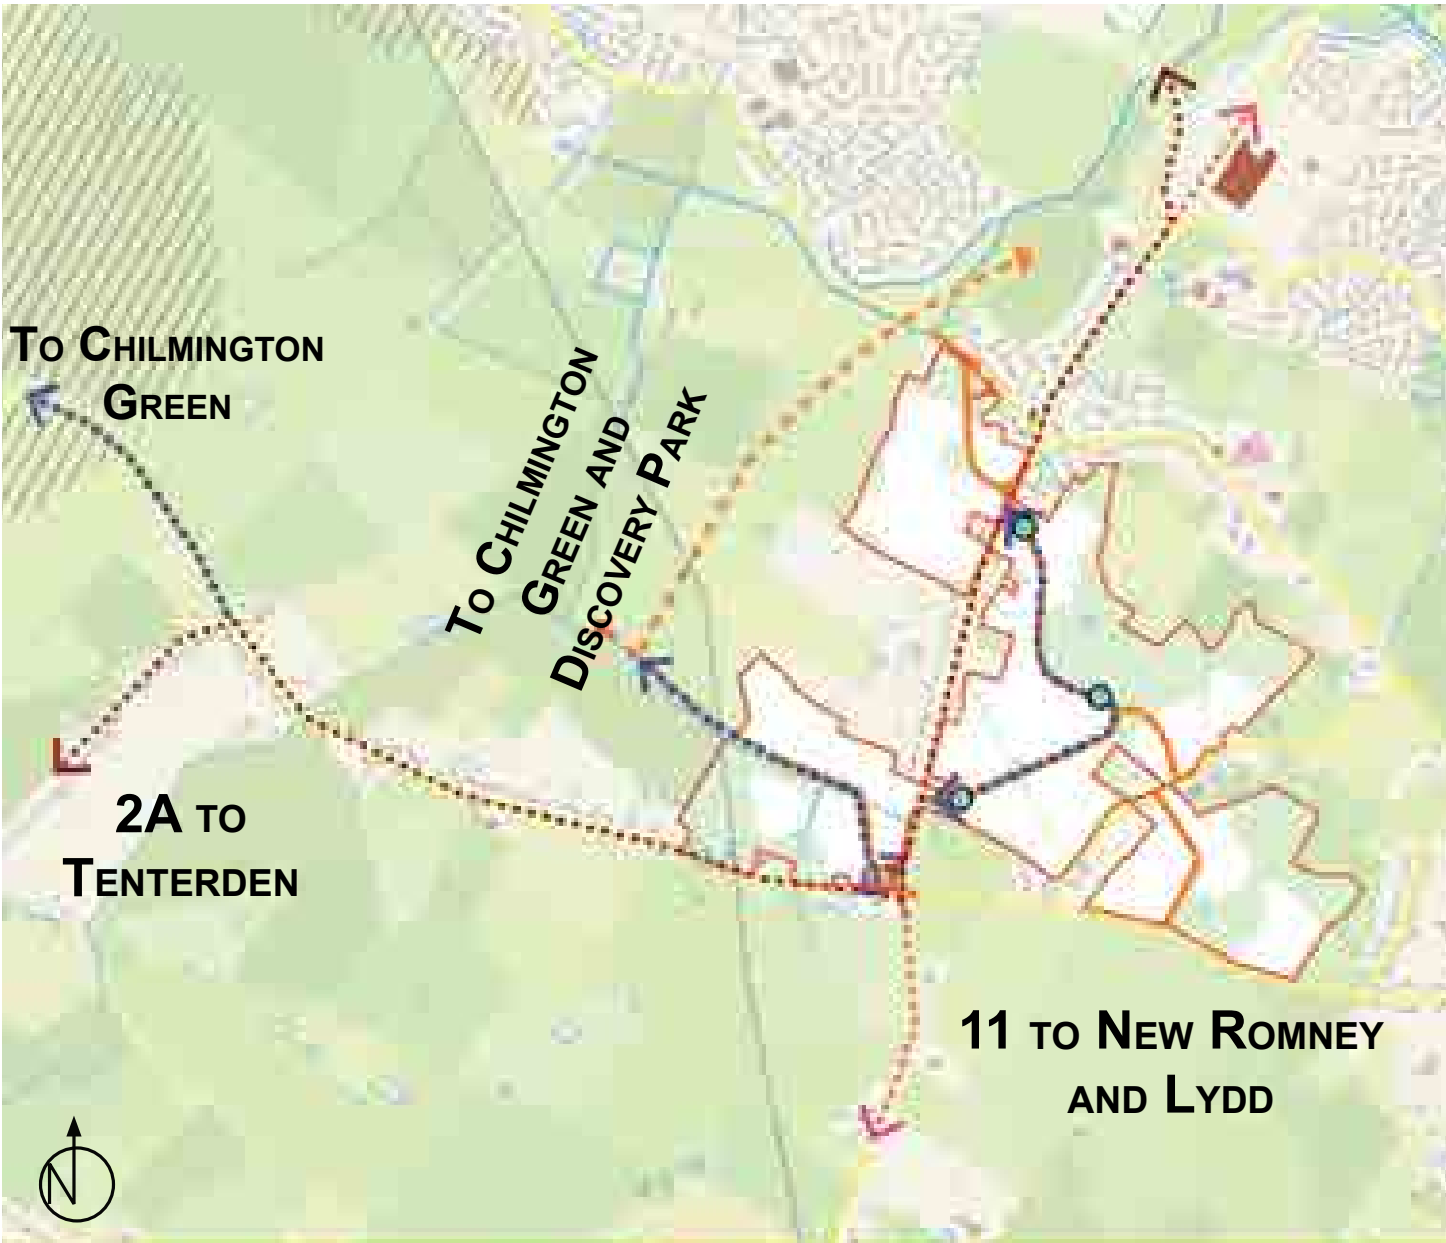 To Chilmington
Green
To Chilmington
Green and
Discovery Park
2A to
Tenterden
11 to New Romney
and Lydd
N